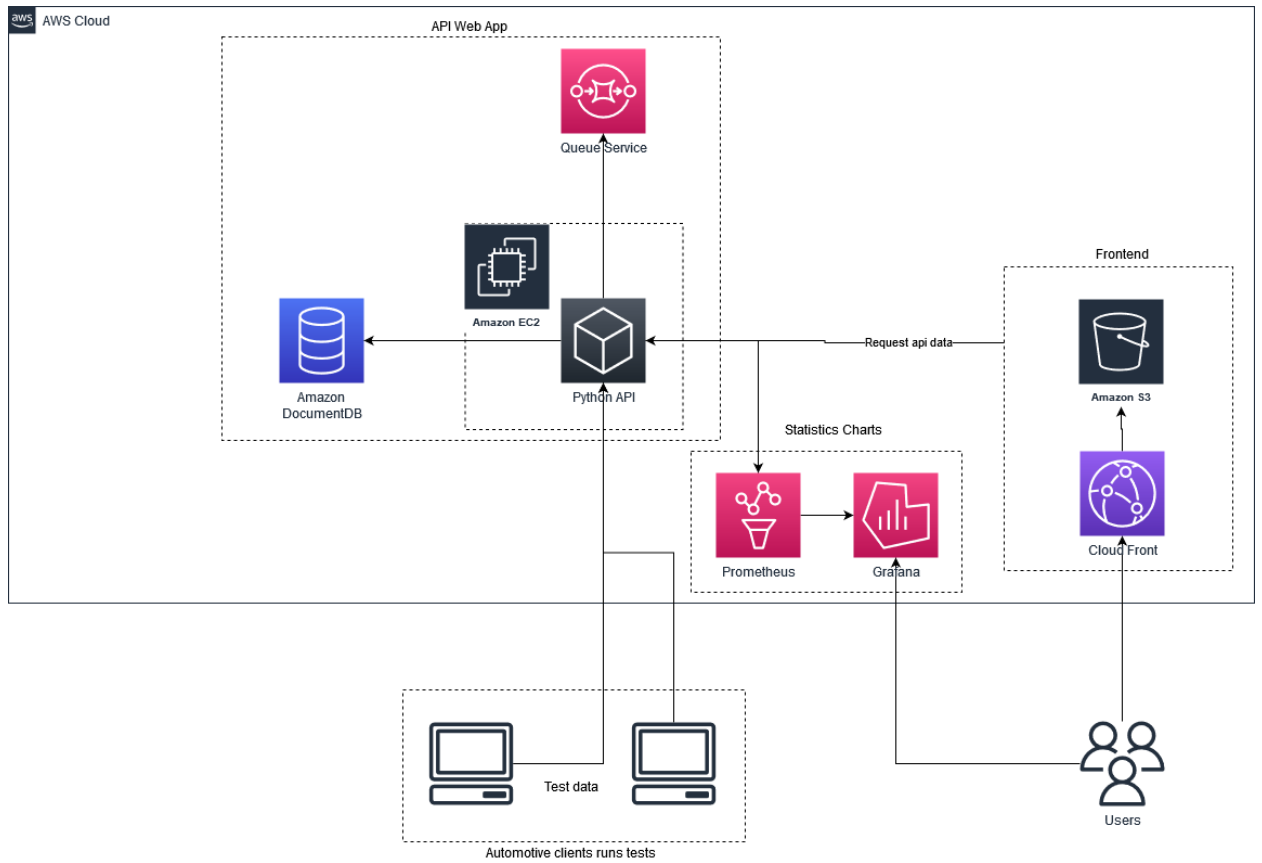 aws
AWS Cloud
API Web App
Queue Service
Amazon EC2
Frontend
Amazon
DocumentDB
Python API
Request api data
Amazon S3
Statistics Charts
Cloud Front
Prometheus
Grafana
Test data
Users
Automotive clients runs tests